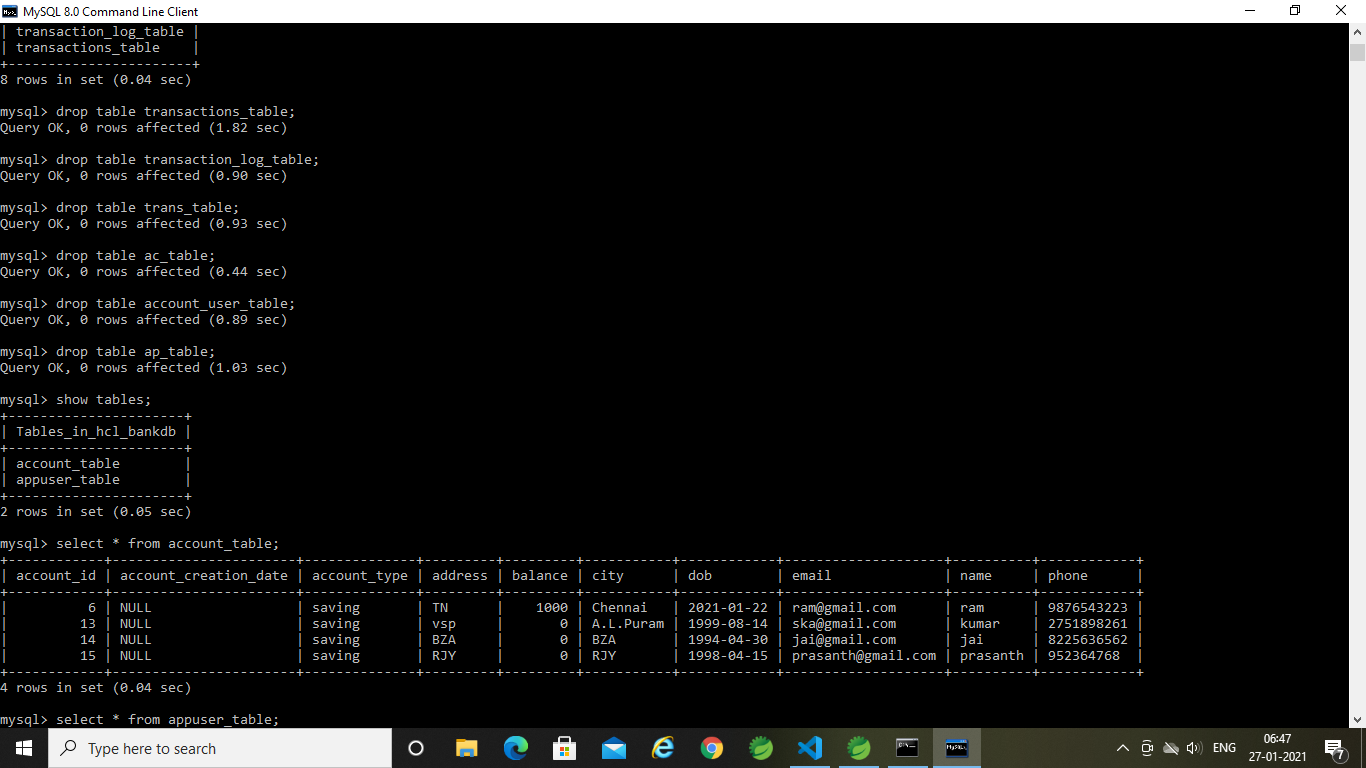 MySQL 8.0 Command Line Client
| transaction_log_table |
| transactions_table    |
+-----------------------+
8 rows in set (0.04 sec)
mysql> drop table transactions_table;
Query OK, 0 rows affected (1.82 sec)
mysql> drop table transaction_log_table;
Query OK, 0 rows affected (0.90 sec)
mysql> drop table trans_table;
Query OK, 0 rows affected (0.93 sec)
mysql> drop table ac_table;
Query OK, 0 rows affected (0.44 sec)
mysql> drop table account_user_table;
Query OK, 0 rows affected (0.89 sec)
mysql> drop table ap_table;
Query OK, 0 rows affected (1.03 sec)
mysql> show tables;
+----------------------+
| Tables_in_hcl_bankdb |
+----------------------+
| account_table        |
| appuser_table        |
+----------------------+
2 rows in set (0.05 sec)
mysql> select * from account_table;
+------------+-----------------------+--------------+---------+---------+-----------+------------+--------------------+----------+------------+
| account_id | account_creation_date | account_type | address | balance | city      | dob        | email              | name     | phone      |
+------------+-----------------------+--------------+---------+---------+-----------+------------+--------------------+----------+------------+
|          6 | NULL                  | saving       | TN      |    1000 | Chennai   | 2021-01-22 | ram@gmail.com      | ram      | 9876543223 |
|         13 | NULL                  | saving       | vsp     |       0 | A.L.Puram | 1999-08-14 | ska@gmail.com      | kumar    | 2751898261 |
|         14 | NULL                  | saving       | BZA     |       0 | BZA       | 1994-04-30 | jai@gmail.com      | jai      | 8225636562 |
|         15 | NULL                  | saving       | RJY     |       0 | RJY       | 1998-04-15 | prasanth@gmail.com | prasanth | 952364768  |
+------------+-----------------------+--------------+---------+---------+-----------+------------+--------------------+----------+------------+
4 rows in set (0.04 sec)
mysql> select * from appuser_table;
Type here to search
ENG
06:47
27-01-2021
7